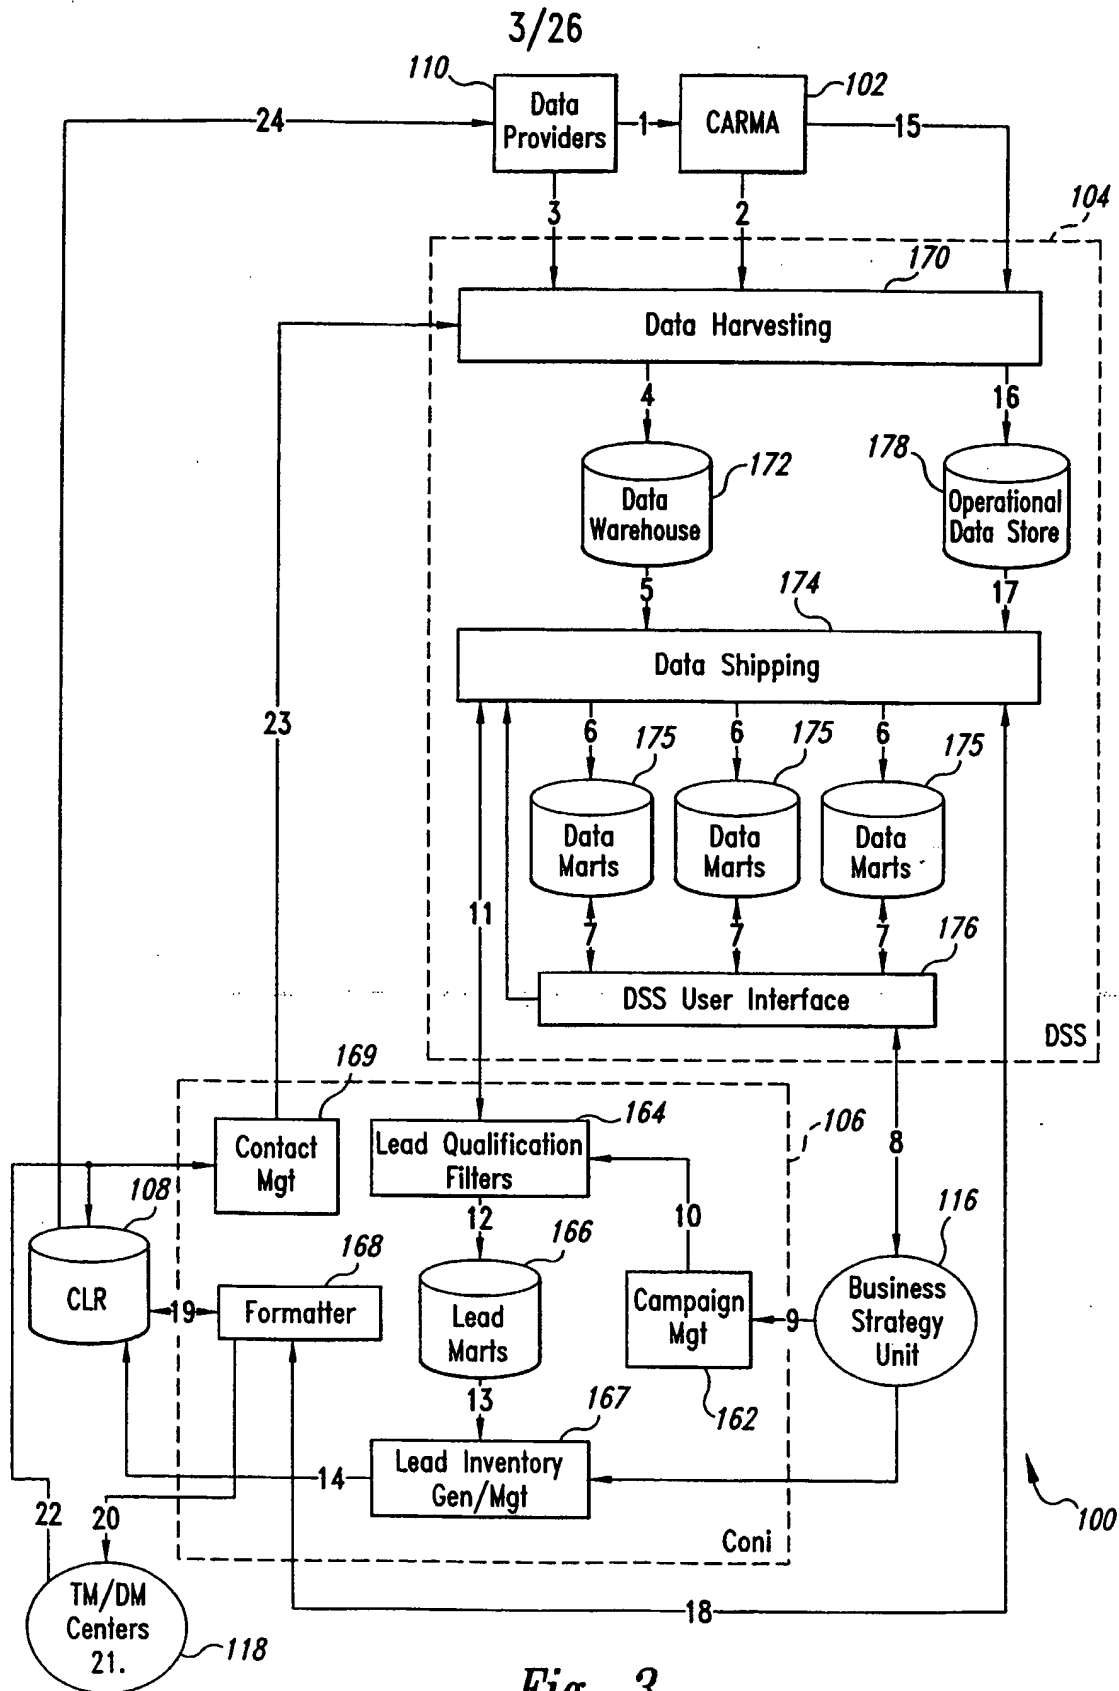 3/26
110
Data
Providers
1
CARMA
102
24
15
3
2
104
170
Data Harvesting
4
16
172
Data
Warehouse
178
Operational
Data Store
5
174
17
Data Shipping
23
6
175
6
175
6
175
Data
Marts
Data
Marts
Data
Marts
11
7
7
7
176
DSS User Interface
DSS
169
Contact
Mgt
164
Lead Qualification
Filters
106
8
108
12
10
116
CLR
168
166
19
Formatter
Lead
Marts
Campaign
Mgt
9
Business
Strategy
Unit
13
167
162
14
Lead Inventory
Gen/Mgt
22
20
Coni
100
TM/DM
Centers
21.
118
18
Fig. 3